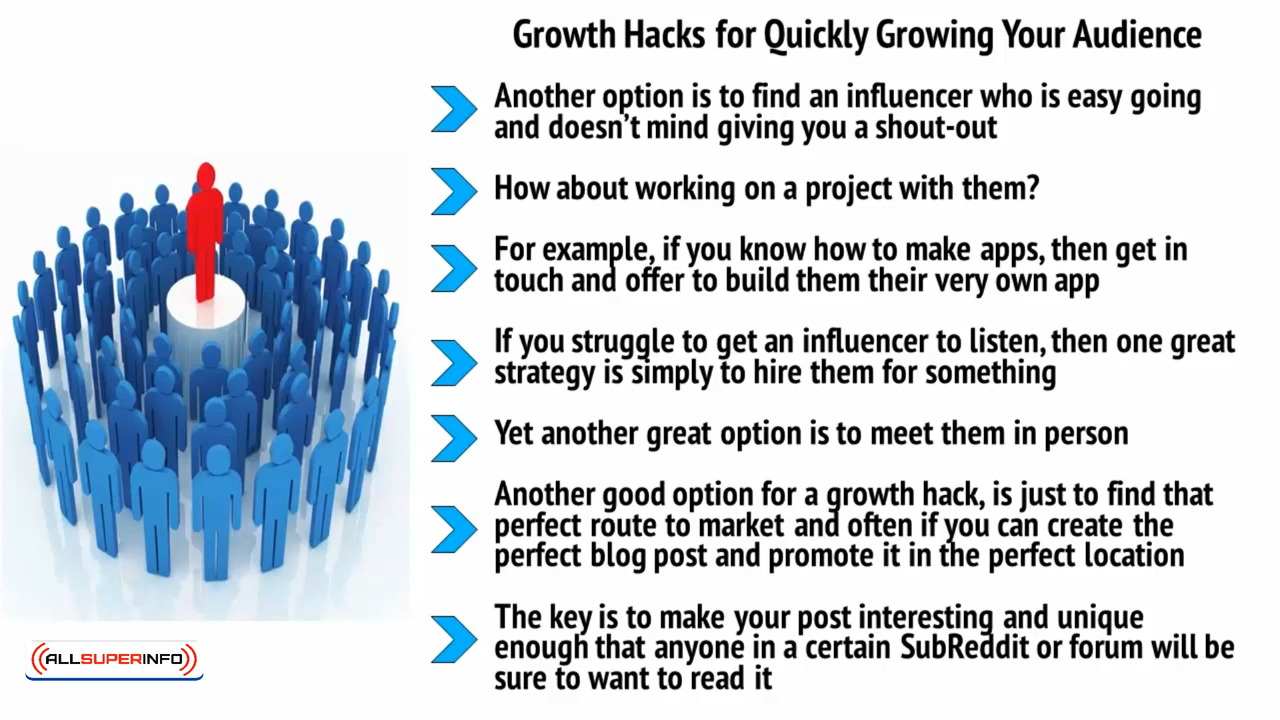 Growth Hacks for Quickly Growing Your Audience
Another option is to find an influencer who is easy going
and doesn't mind giving you a shout-out
How about working on a project with them?
For example, if you know how to make apps, then get in
touch and offer to build them their very own app
If you struggle to get an influencer to listen, then one great
strategy is simply to hire them for something
Yet another great option is to meet them in person
Another good option for a growth hack, is just to find that
perfect route to market and often if you can create the
perfect blog post and promote it in the perfect location
The key is to make your post interesting and unique
enough that anyone in a certain SubReddit or forum will be
sure to want to read it
ALLSUPERINFO